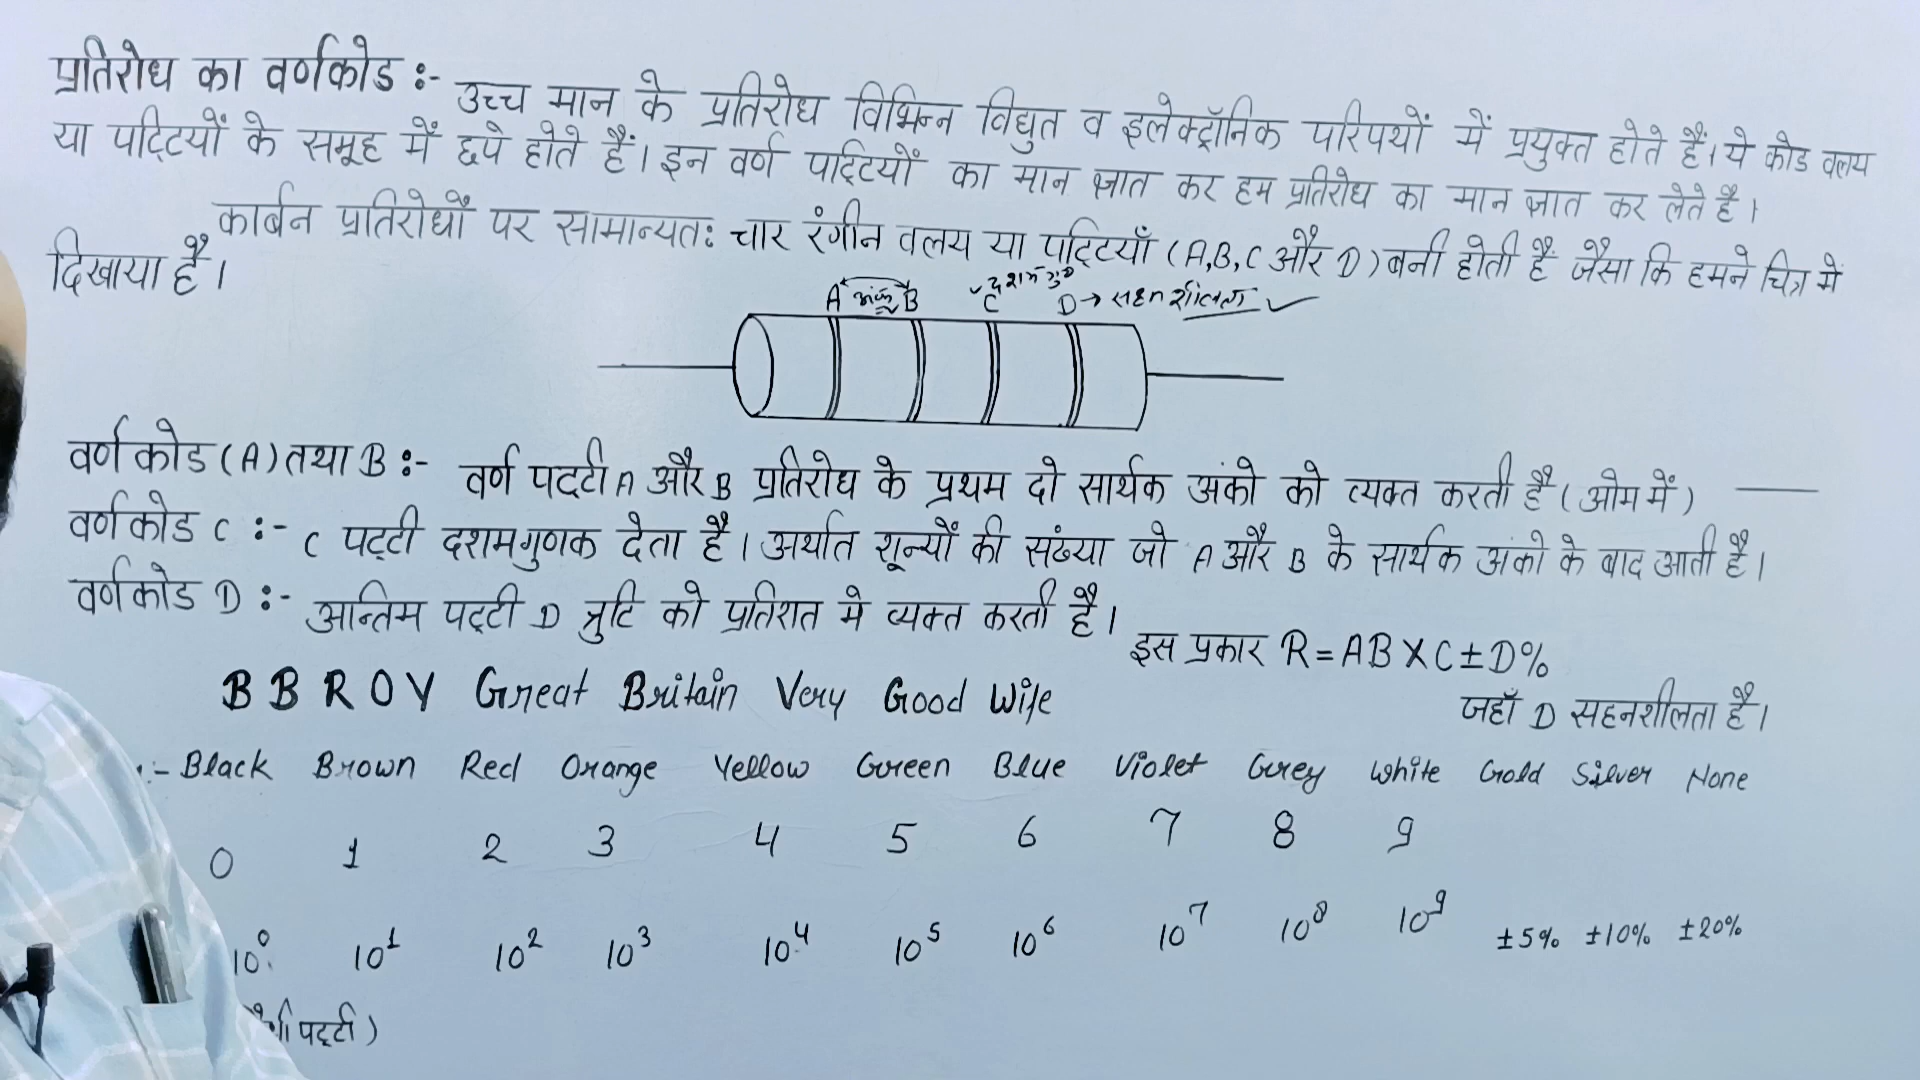 प्रतिरोध का वर्णकोड :- उच्च मान के प्रतिरोध विभिन्न विद्युत व इलेक्ट्रॉनिक परिपथों में प्रयुक्त होते हैं। ये कोड वलय
या पट्टियों के समूह में छपे होते हैं। इन वर्ण पट्टियों का मान ज्ञात कर हम प्रतिरोध का मान ज्ञात कर लेते है।
कार्बन प्रतिरोधों पर सामान्यतः चार रंगीन वलय या पट्टियाँ (A,B,C और D) बनी होती हैं जैसा कि हमने चित्र में
दिखाया है।
A अंक B C D → सहनशीलता ✓
वर्ण कोड (A) तथा B :- वर्ण पट्टी A और B प्रतिरोध के प्रथम दो सार्थक अंको को व्यक्त करती है (ओम में)
वर्ण कोड C :- C पट्टी दशमगुणक देता है। अर्थात शून्यों की संख्या जो A और B के सार्थक अंको के बाद आती है।
वर्ण कोड D :- अन्तिम पट्टी D त्रुटि को प्रतिशत मे व्यक्त करती है।
इस प्रकार R = AB X C ± D%
जहाँ D सहनशीलता है।
B B R O Y Great Britain Very Good Wife
:- Black Brown Red Orange Yellow Green Blue Violet Grey White Gold Silver None
0 1 2 3 4 5 6 7 8 9
10⁰ 10¹ 10² 10³ 10⁴ 10⁵ 10⁶ 10⁷ 10⁸ 10⁹ ±5% ±10% ±20%
पट्टी)